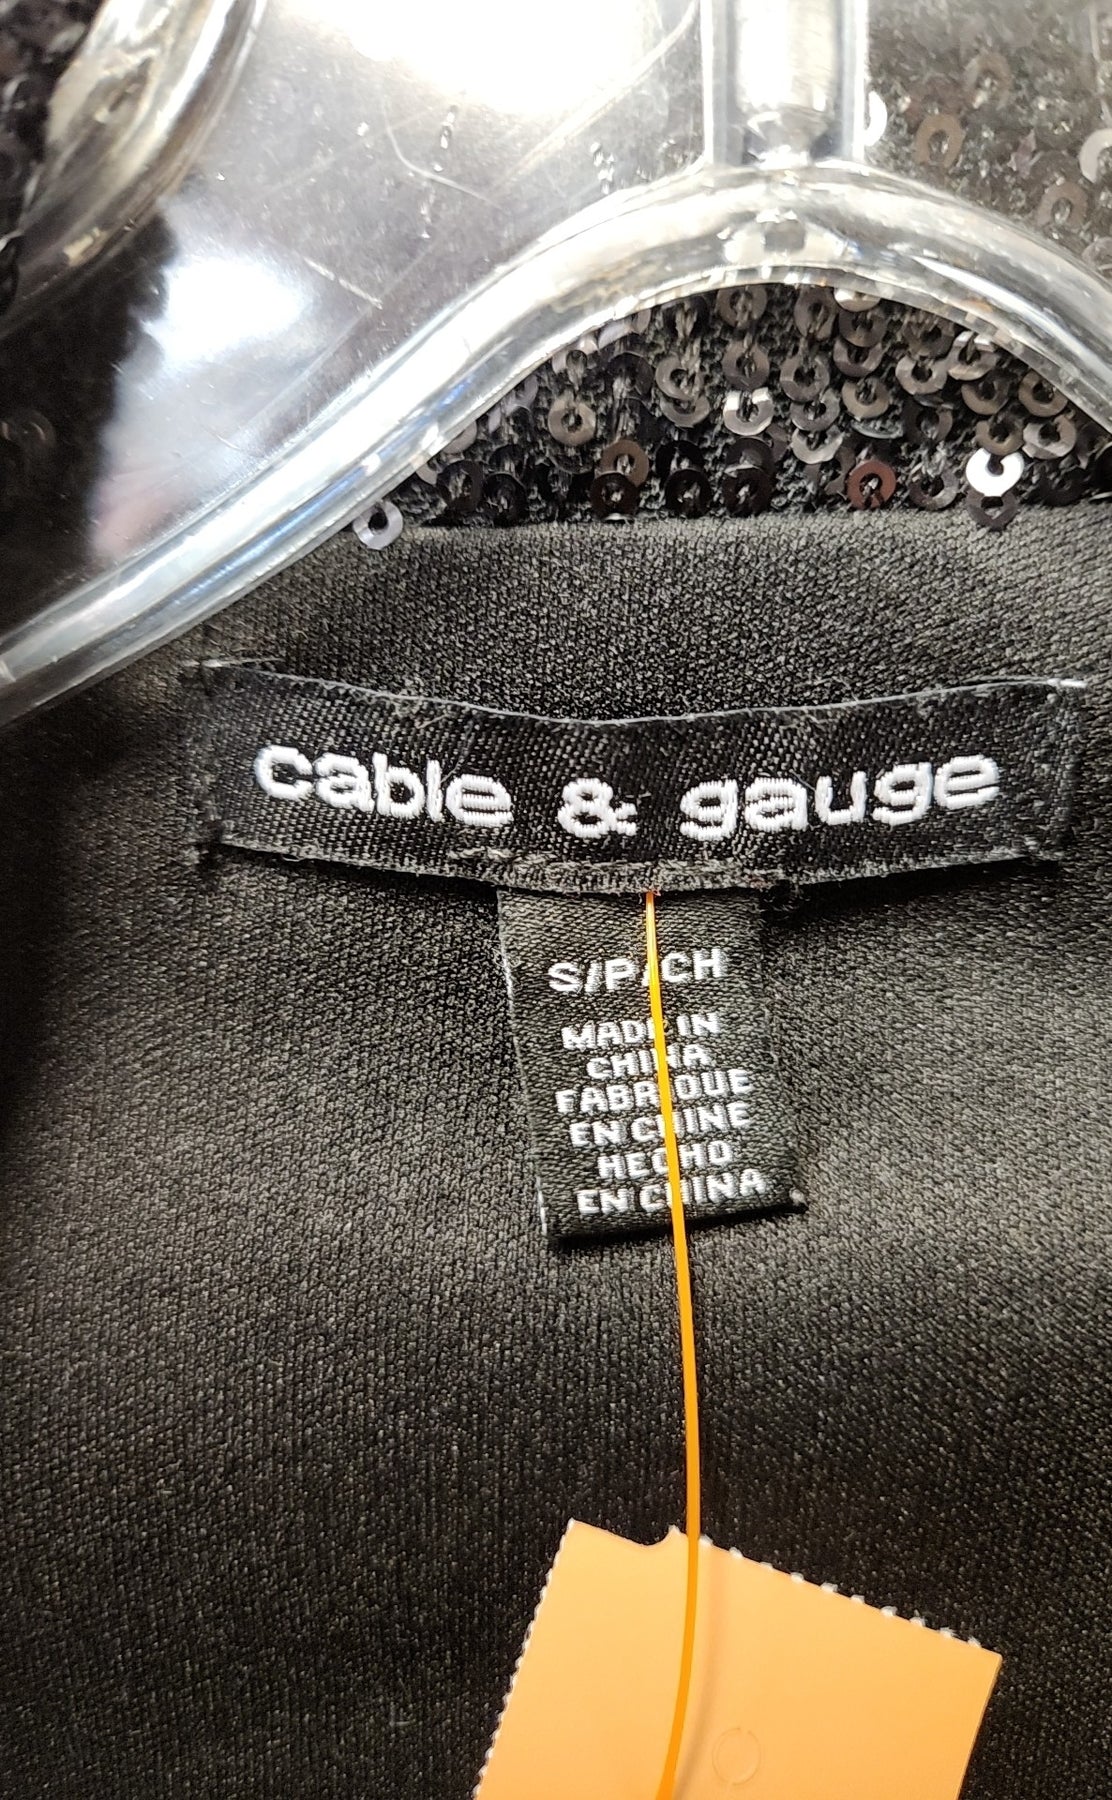 cable & gauge
S/P/CH
MADE IN
CHINA
FABRIQUE
EN CHINE
HECHO
EN CHINA